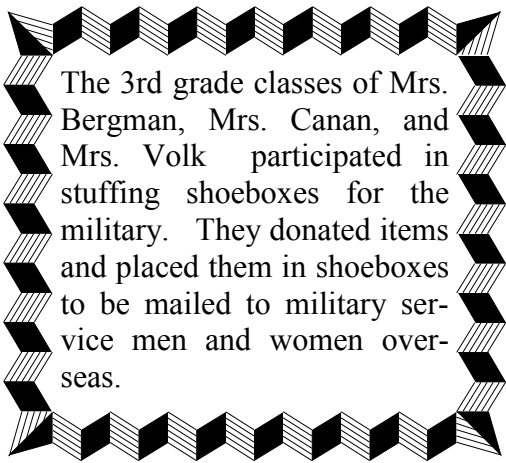 The 3rd grade classes of Mrs.
Bergman, Mrs. Canan, and
Mrs. Volk participated in
stuffing shoeboxes for the
military. They donated items
and placed them in shoeboxes
to be mailed to military ser-
vice men and women over-
seas.